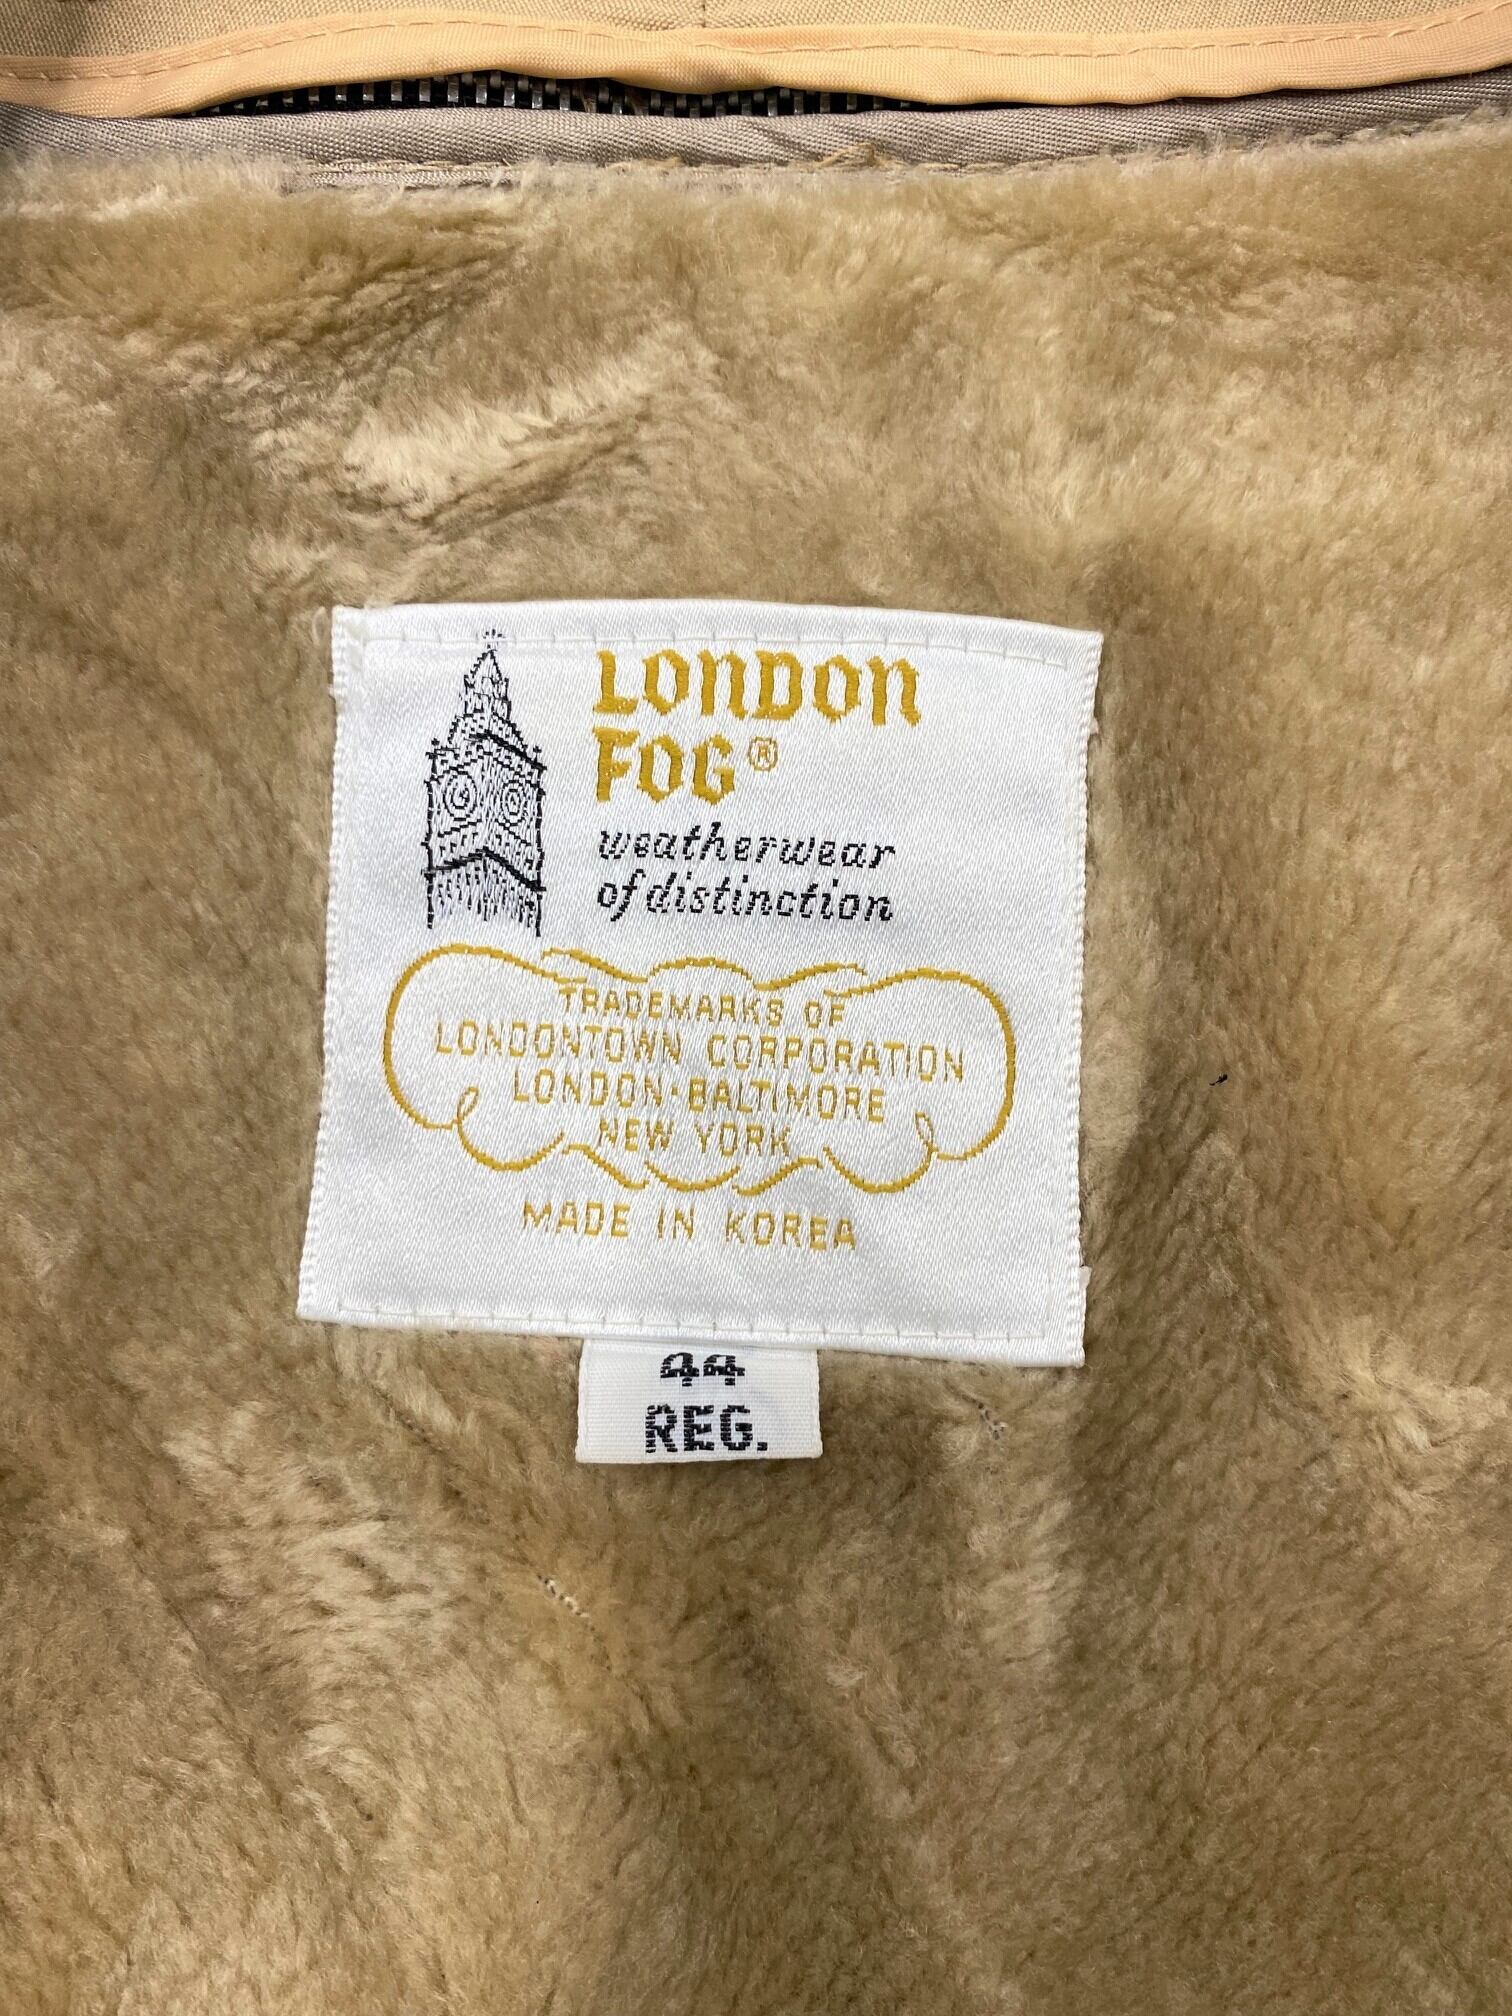 LONDON
FOG®
weatherwear
of distinction
TRADEMARKS OF
LONDONTOWN CORPORATION
LONDON·BALTIMORE
NEW YORK
MADE IN KOREA
44
REG.